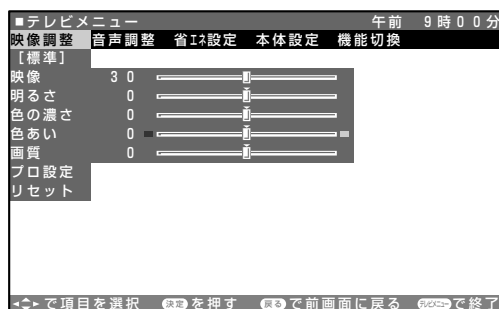 ■テレビメニュー 午前 9時00分
映像調整 音声調整 省エネ設定 本体設定 機能切換
[標準]
映像 30
明るさ 0
色の濃さ 0
色あい 0
画質 0
プロ設定
リセット
で項目を選択 決定を押す 戻るで前画面に戻る テレビメニューで終了